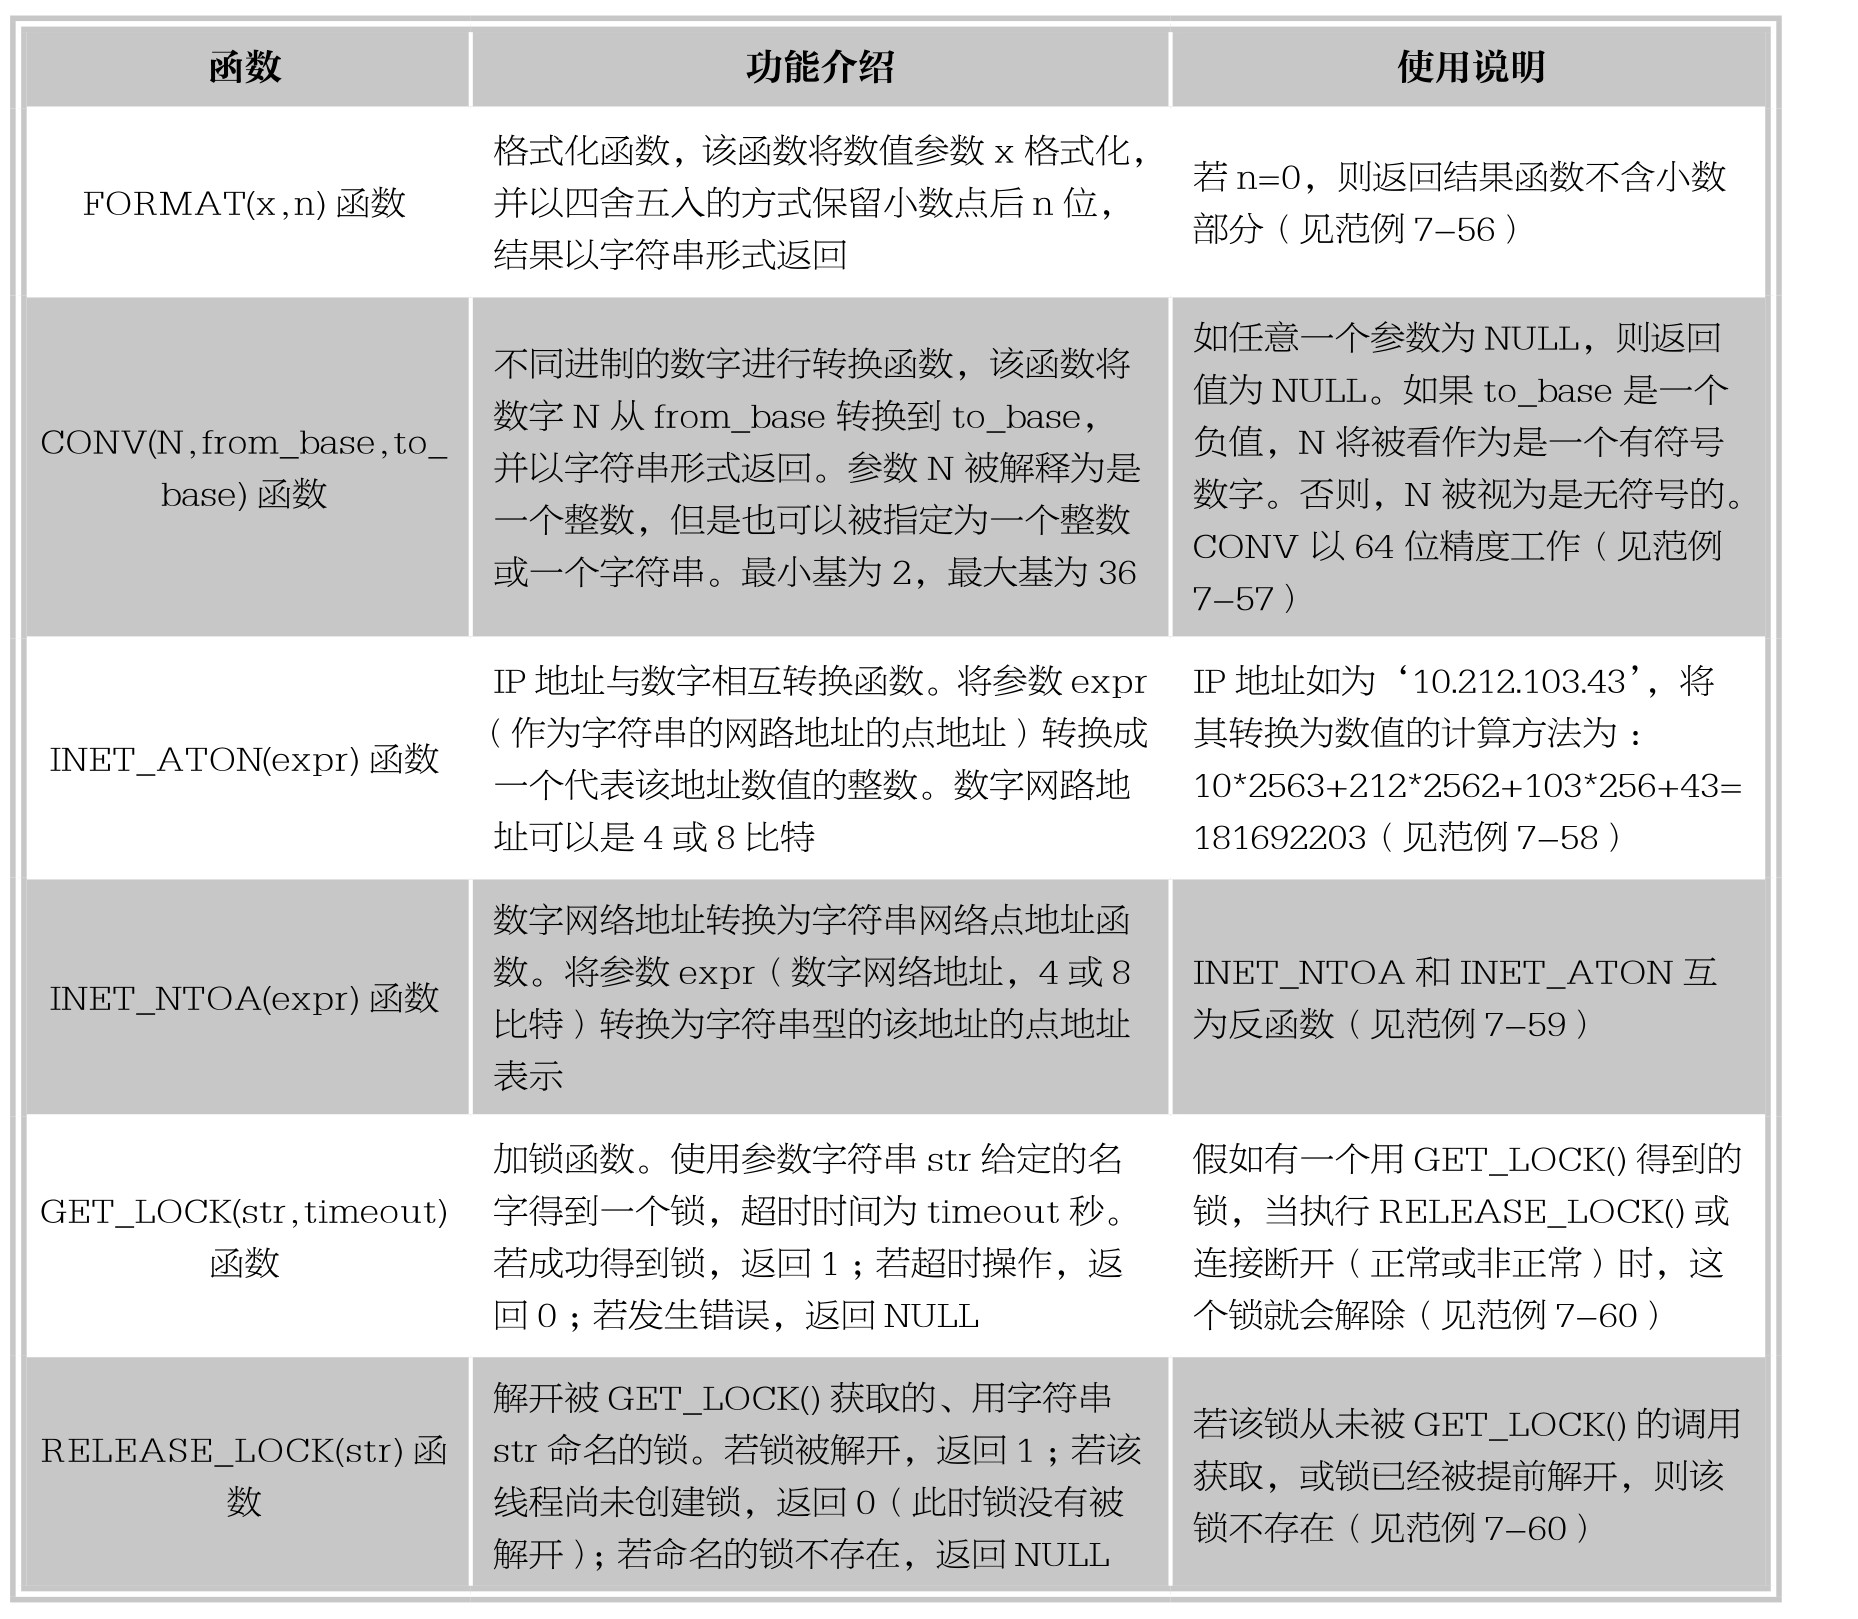 函数 功能介绍 使用说明
FORMAT(x,n) 函数
格式化函数，该函数将数值参数 x 格式化，
并以四舍五入的方式保留小数点后 n 位，
结果以字符串形式返回
若 n=0，则返回结果函数不含小数
部分（见范例 7–56）
CONV(N,from_base,to_
base) 函数
不同进制的数字进行转换函数，该函数将
数字 N 从 from_base 转换到 to_base，
并以字符串形式返回。参数 N 被解释为是
一个整数，但是也可以被指定为一个整数
或一个字符串。最小基为 2，最大基为 36
如任意一个参数为 NULL，则返回
值为 NULL。如果 to_base 是一个
负值，N 将被看作为是一个有符号
数字。否则，N 被视为是无符号的。
CONV 以 64 位精度工作（见范例
7–57）
INET_ATON(expr) 函数
IP 地址与数字相互转换函数。将参数 expr
（作为字符串的网路地址的点地址）转换成
一个代表该地址数值的整数。数字网路地
址可以是 4 或 8 比特
IP 地址如为‘10.212.103.43’，将
其转换为数值的计算方法为：
10*2563+212*2562+103*256+43=
181692203（见范例 7–58）
INET_NTOA(expr) 函数
数字网络地址转换为字符串网络点地址函
数。将参数 expr（数字网络地址，4 或 8
比特）转换为字符串型的该地址的点地址
表示
INET_NTOA 和 INET_ATON 互
为反函数（见范例 7–59）
GET_LOCK(str,timeout)
函数
加锁函数。使用参数字符串 str 给定的名
字得到一个锁，超时时间为 timeout 秒。
若成功得到锁，返回 1；若超时操作，返
回 0；若发生错误，返回 NULL
假如有一个用 GET_LOCK() 得到的
锁，当执行 RELEASE_LOCK() 或
连接断开（正常或非正常）时，这
个锁就会解除（见范例 7–60）
RELEASE_LOCK(str) 函
数
解开被 GET_LOCK() 获取的、用字符串
str 命名的锁。若锁被解开，返回 1；若该
线程尚未创建锁，返回 0（此时锁没有被
解开）；若命名的锁不存在，返回 NULL
若该锁从未被 GET_LOCK() 的调用
获取，或锁已经被提前解开，则该
锁不存在（见范例 7–60）